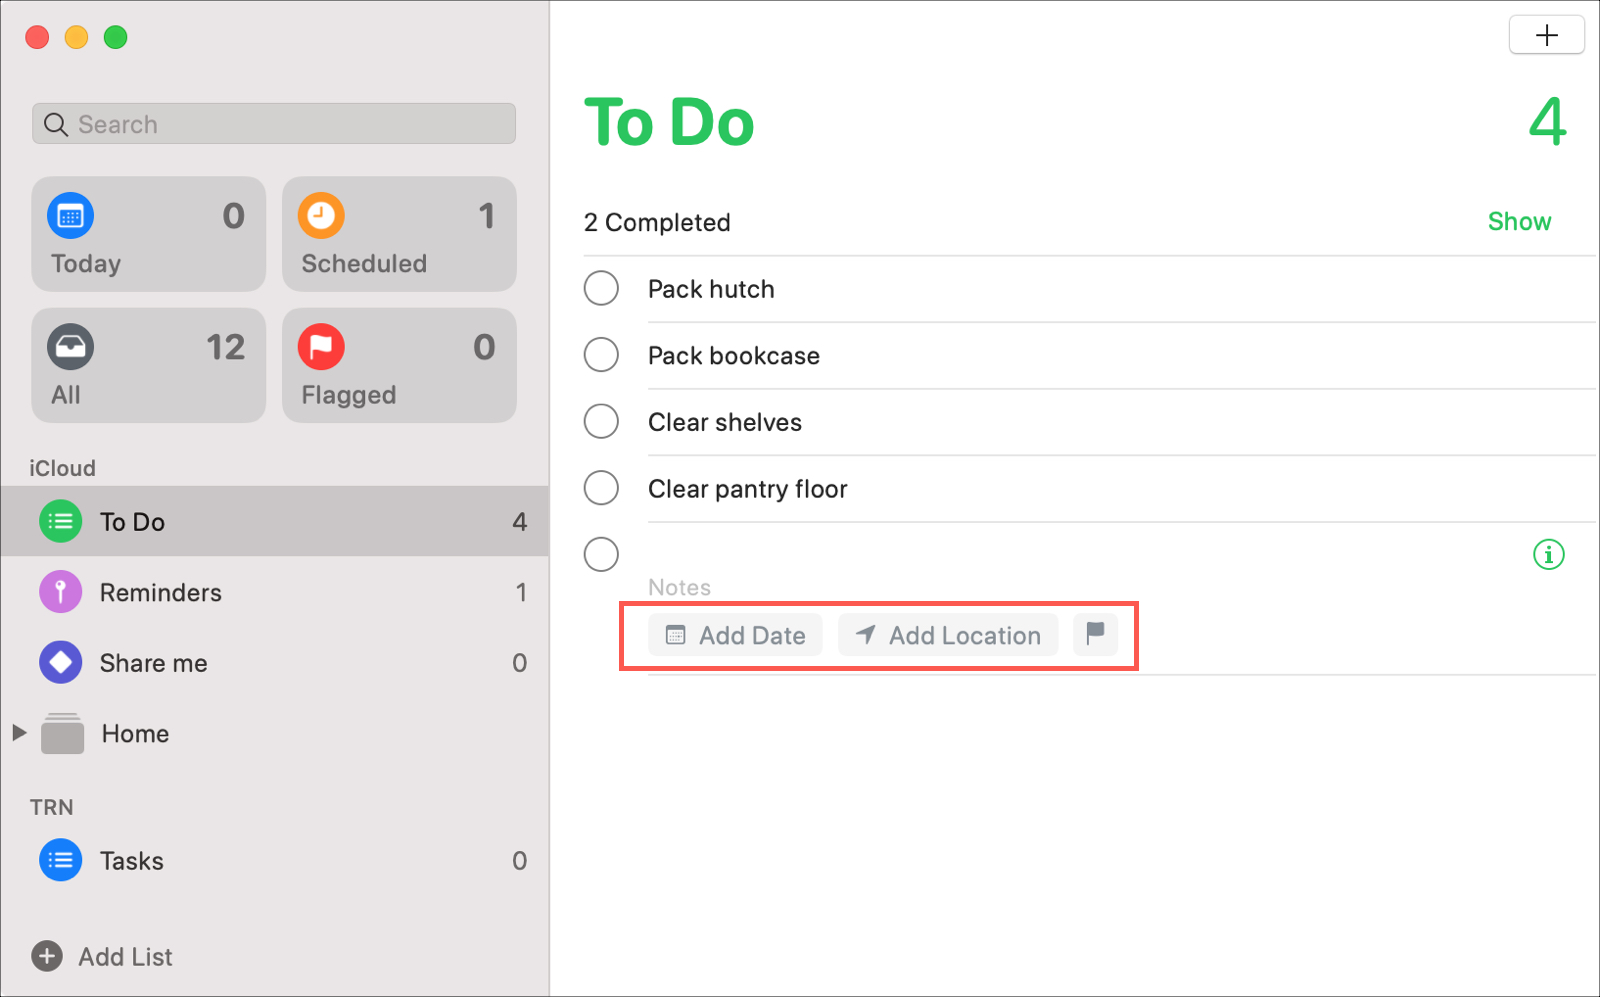 Search
0
Today
1
Scheduled
12
All
0
Flagged
iCloud
To Do 4
Reminders 1
Share me 0
Home
TRN
Tasks 0
Add List
To Do 4
2 Completed Show
Pack hutch
Pack bookcase
Clear shelves
Clear pantry floor
Notes
Add Date Add Location